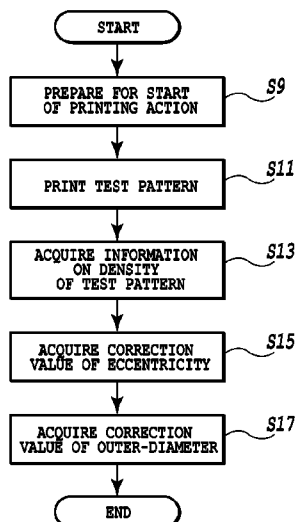 START
PREPARE FOR START
OF PRINTING ACTION
S9
PRINT TEST PATTERN
S11
ACQUIRE INFORMATION
ON DENSITY
OF TEST PATTERN
S13
ACQUIRE CORRECTION
VALUE OF ECCENTRICITY
S15
ACQUIRE CORRECTION
VALUE OF OUTER-DIAMETER
S17
END